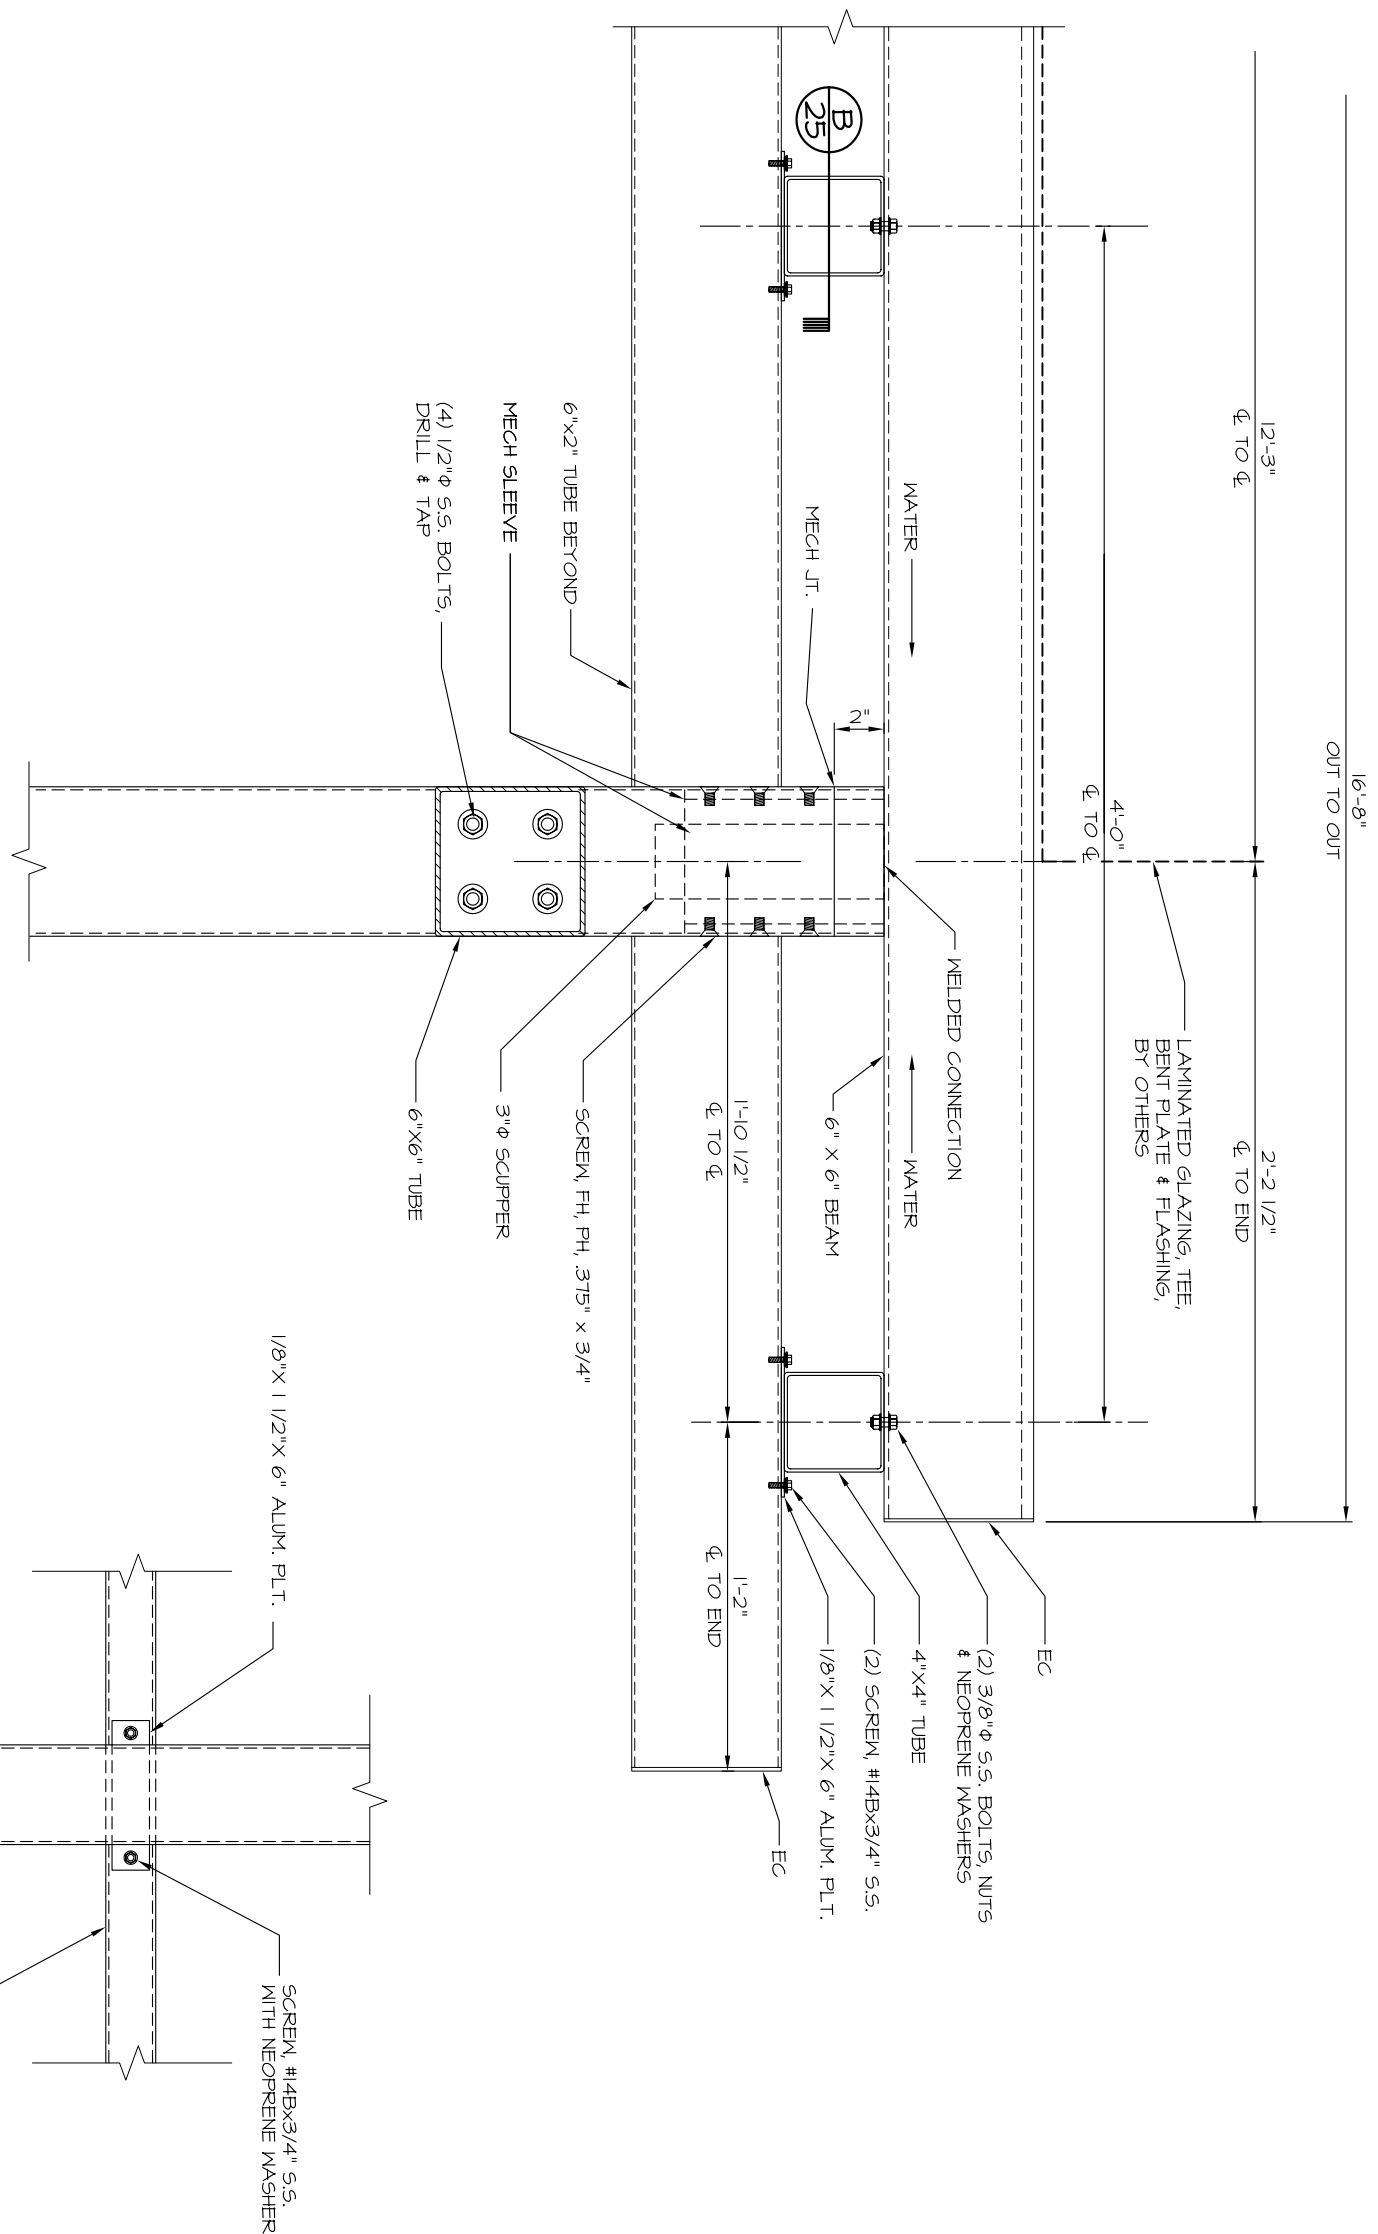 16'-8"
OUT TO OUT
12'-3"
℄ TO ℄
2'-2 1/2"
℄ TO END
LAMINATED GLAZING, TEE,
BENT PLATE & FLASHING,
BY OTHERS
4'-0"
℄ TO ℄
EC
(2) 3/8"Φ S.S. BOLTS, NUTS
& NEOPRENE WASHERS
WELDED CONNECTION
WATER
WATER
4"X4" TUBE
B
25
2"
6" X 6" BEAM
(2) SCREW, #14Bx3/4" S.S.
MECH JT.
1/8"X 1 1/2"X 6" ALUM. PLT.
1'-10 1/2"
℄ TO ℄
1'-2"
℄ TO END
EC
6"x2" TUBE BEYOND
SCREW, FH, PH, .375" x 3/4"
MECH SLEEVE
3"Φ SCUPPER
(4) 1/2"Φ S.S. BOLTS,
DRILL & TAP
6"X6" TUBE
1/8"X 1 1/2"X 6" ALUM. PLT.
SCREW, #14Bx3/4" S.S.
WITH NEOPRENE WASHER